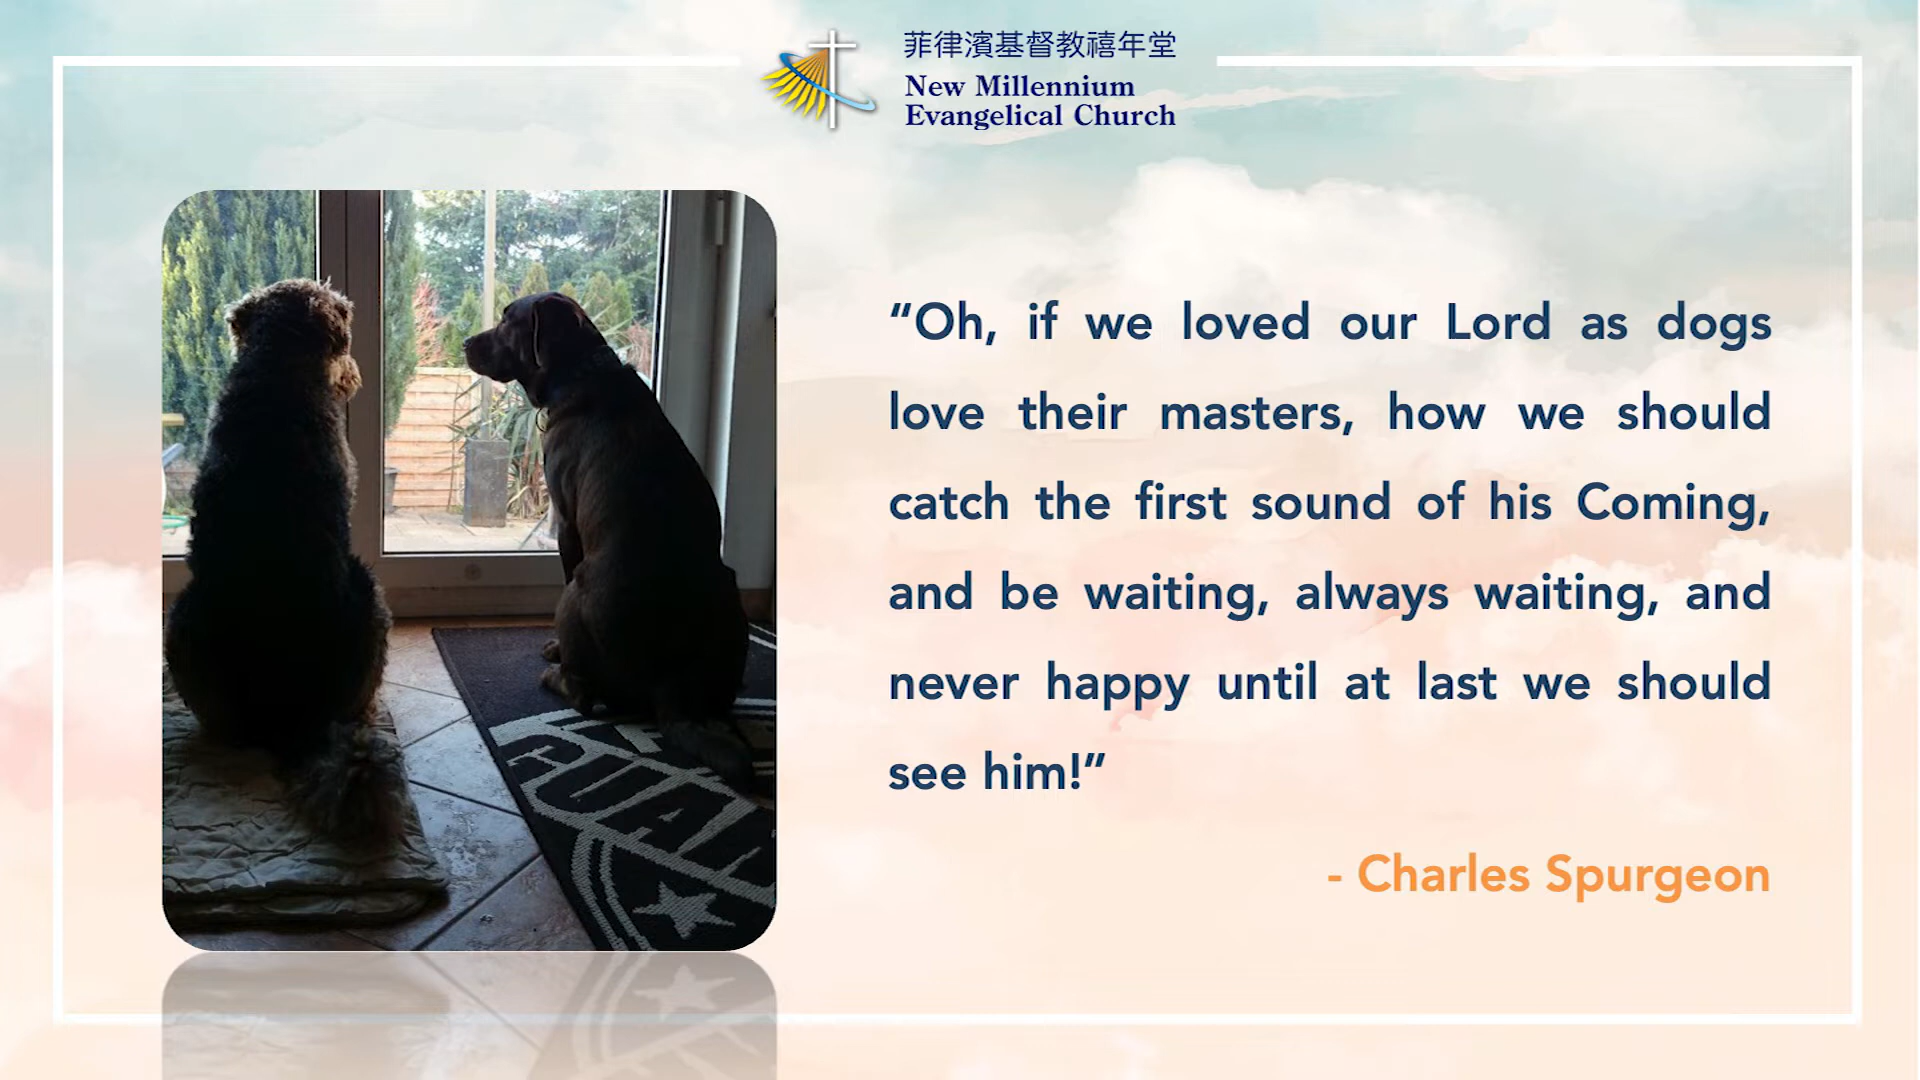 菲律濱基督教禧年堂
New Millennium
Evangelical Church
“Oh, if we loved our Lord as dogs
love their masters, how we should
catch the first sound of his Coming,
and be waiting, always waiting, and
never happy until at last we should
see him!”
- Charles Spurgeon